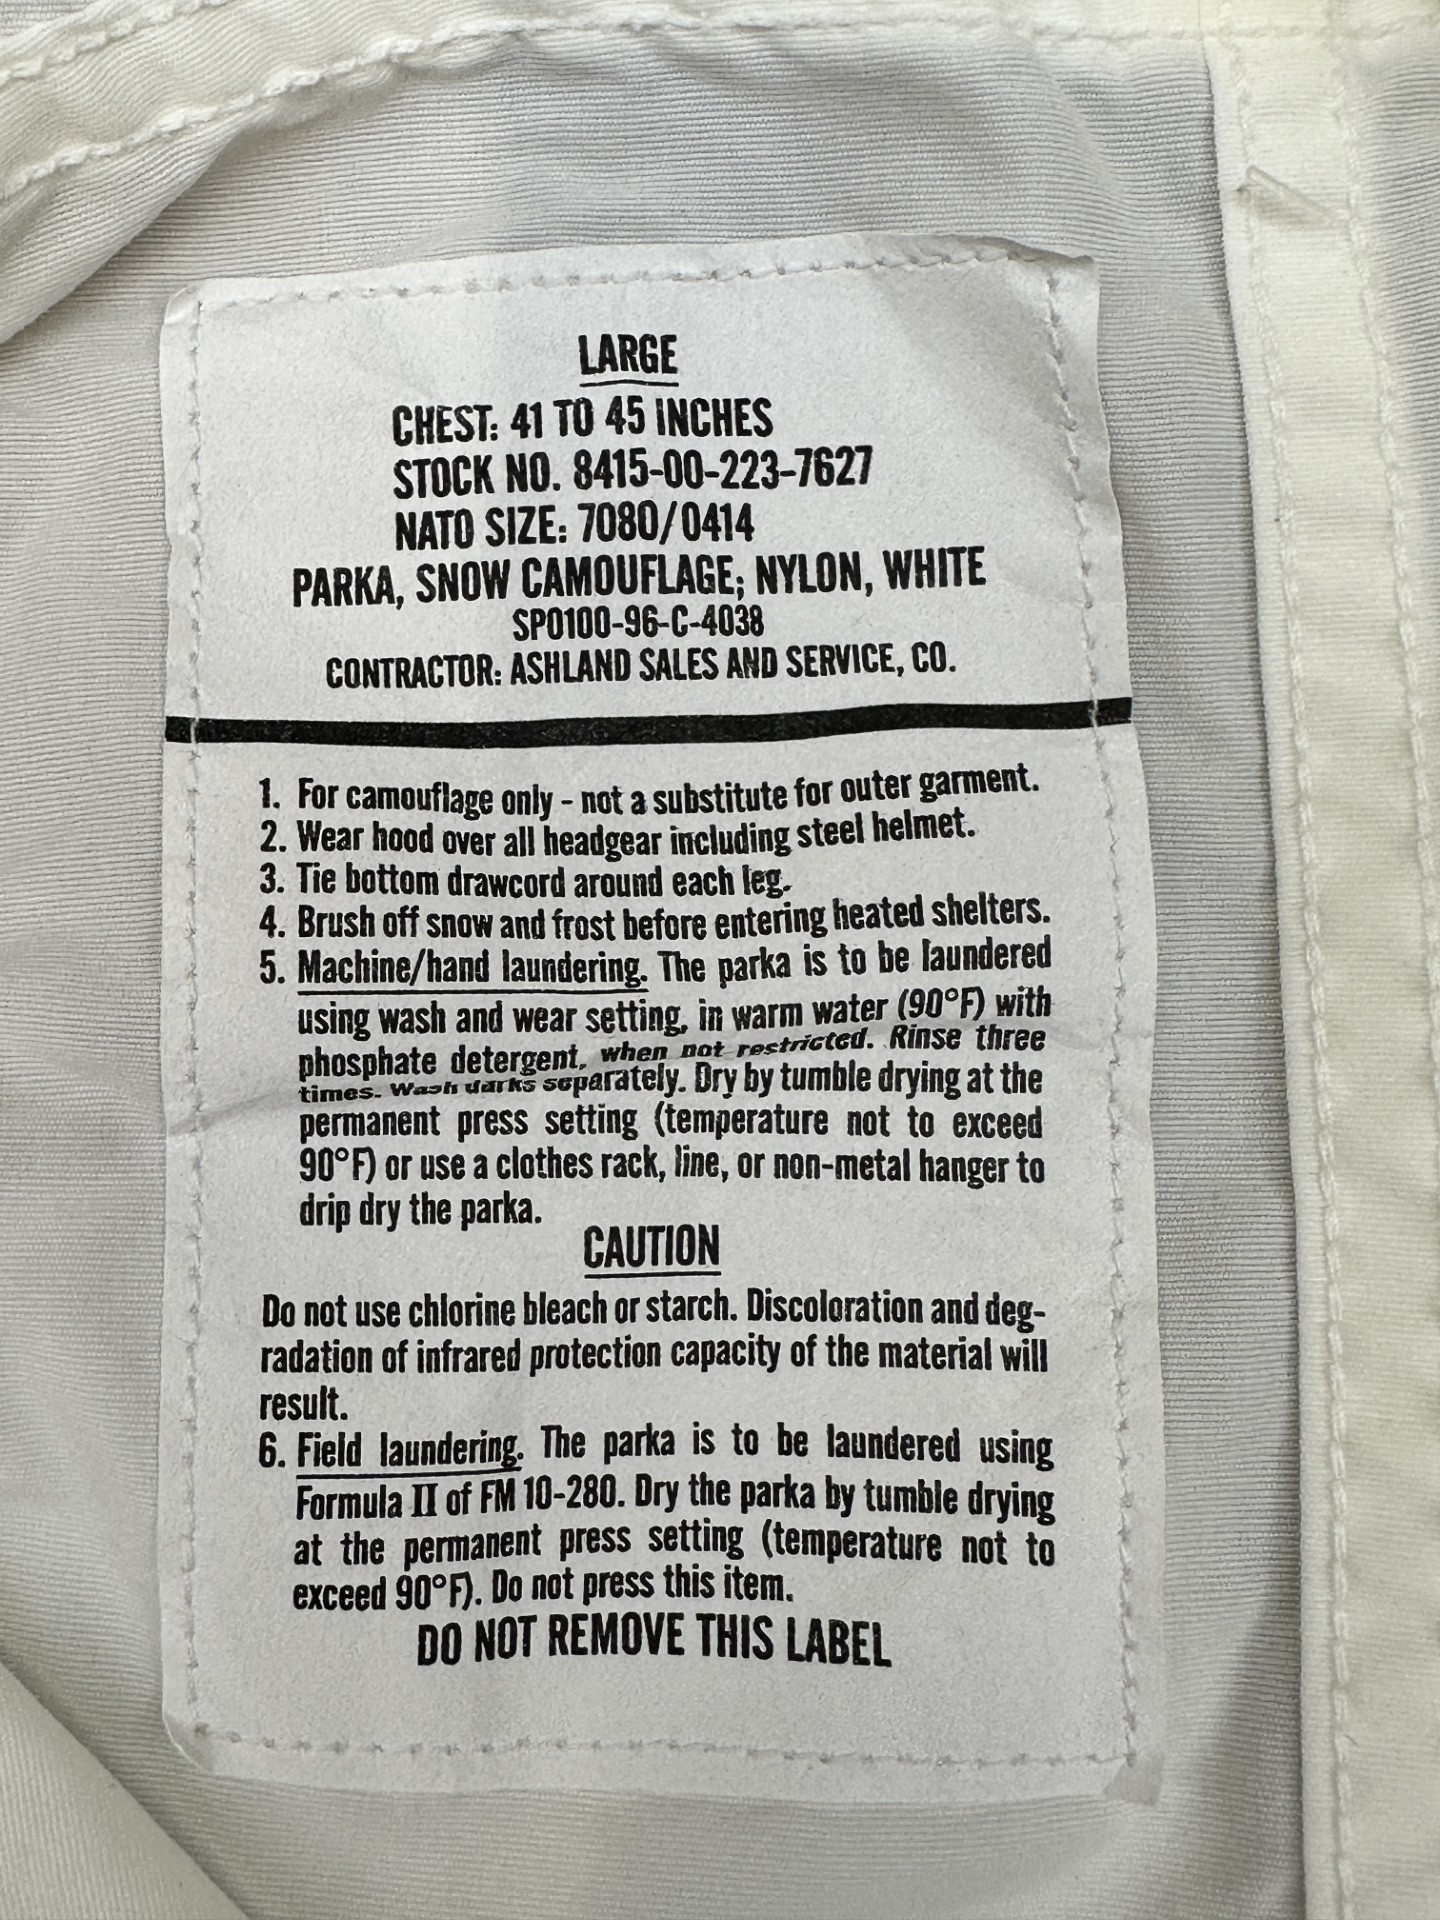 LARGE
CHEST: 41 TO 45 INCHES
STOCK NO. 8415-00-223-7627
NATO SIZE: 7080/0414
PARKA, SNOW CAMOUFLAGE; NYLON, WHITE
SP0100-96-C-4038
CONTRACTOR: ASHLAND SALES AND SERVICE, CO.
1. For camouflage only - not a substitute for outer garment.
2. Wear hood over all headgear including steel helmet.
3. Tie bottom drawcord around each leg.
4. Brush off snow and frost before entering heated shelters.
5. Machine/hand laundering. The parka is to be laundered
using wash and wear setting, in warm water (90°F) with
phosphate detergent, when not restricted. Rinse three
times. Wash darks separately. Dry by tumble drying at the
permanent press setting (temperature not to exceed
90°F) or use a clothes rack, line, or non-metal hanger to
drip dry the parka.
CAUTION
Do not use chlorine bleach or starch. Discoloration and deg-
radation of infrared protection capacity of the material will
result.
6. Field laundering. The parka is to be laundered using
Formula II of FM 10-280. Dry the parka by tumble drying
at the permanent press setting (temperature not to
exceed 90°F). Do not press this item.
DO NOT REMOVE THIS LABEL